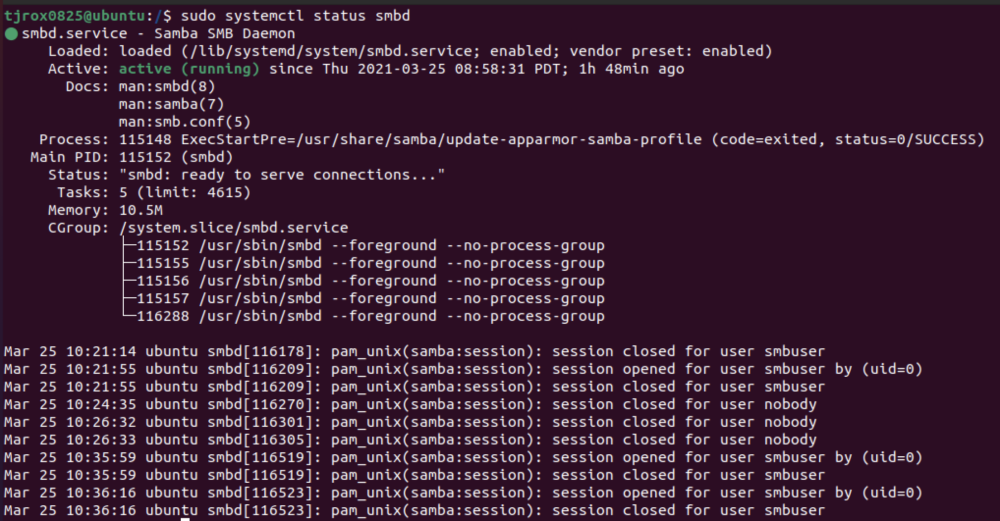 tjrox0825@ubuntu:/$ sudo systemctl status smbd
● smbd.service - Samba SMB Daemon
     Loaded: loaded (/lib/systemd/system/smbd.service; enabled; vendor preset: enabled)
     Active: active (running) since Thu 2021-03-25 08:58:31 PDT; 1h 48min ago
       Docs: man:smbd(8)
             man:samba(7)
             man:smb.conf(5)
    Process: 115148 ExecStartPre=/usr/share/samba/update-apparmor-samba-profile (code=exited, status=0/SUCCESS)
   Main PID: 115152 (smbd)
     Status: "smbd: ready to serve connections..."
      Tasks: 5 (limit: 4615)
     Memory: 10.5M
     CGroup: /system.slice/smbd.service
             ├─115152 /usr/sbin/smbd --foreground --no-process-group
             ├─115155 /usr/sbin/smbd --foreground --no-process-group
             ├─115156 /usr/sbin/smbd --foreground --no-process-group
             ├─115157 /usr/sbin/smbd --foreground --no-process-group
             └─116288 /usr/sbin/smbd --foreground --no-process-group

Mar 25 10:21:14 ubuntu smbd[116178]: pam_unix(samba:session): session closed for user smbuser
Mar 25 10:21:55 ubuntu smbd[116209]: pam_unix(samba:session): session opened for user smbuser by (uid=0)
Mar 25 10:21:55 ubuntu smbd[116209]: pam_unix(samba:session): session closed for user smbuser
Mar 25 10:24:35 ubuntu smbd[116270]: pam_unix(samba:session): session closed for user nobody
Mar 25 10:26:32 ubuntu smbd[116301]: pam_unix(samba:session): session closed for user nobody
Mar 25 10:26:33 ubuntu smbd[116305]: pam_unix(samba:session): session closed for user nobody
Mar 25 10:35:59 ubuntu smbd[116519]: pam_unix(samba:session): session opened for user smbuser by (uid=0)
Mar 25 10:35:59 ubuntu smbd[116519]: pam_unix(samba:session): session closed for user smbuser
Mar 25 10:36:16 ubuntu smbd[116523]: pam_unix(samba:session): session opened for user smbuser by (uid=0)
Mar 25 10:36:16 ubuntu smbd[116523]: pam_unix(samba:session): session closed for user smbuser